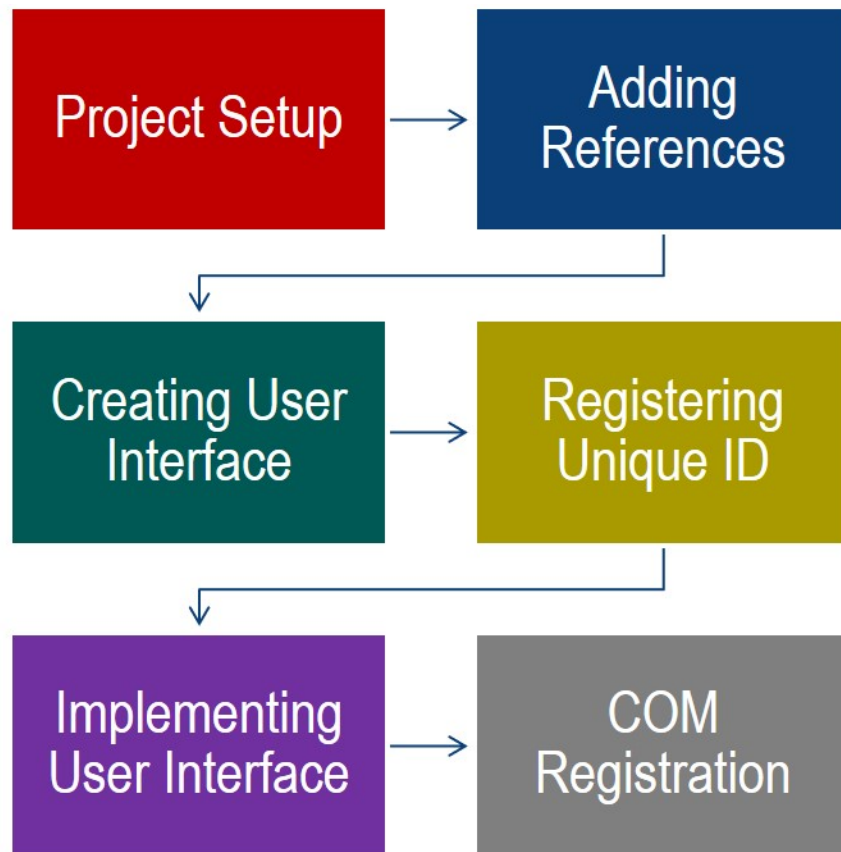 Project Setup
Adding
References
Creating User
Interface
Registering
Unique ID
Implementing
User Interface
COM
Registration